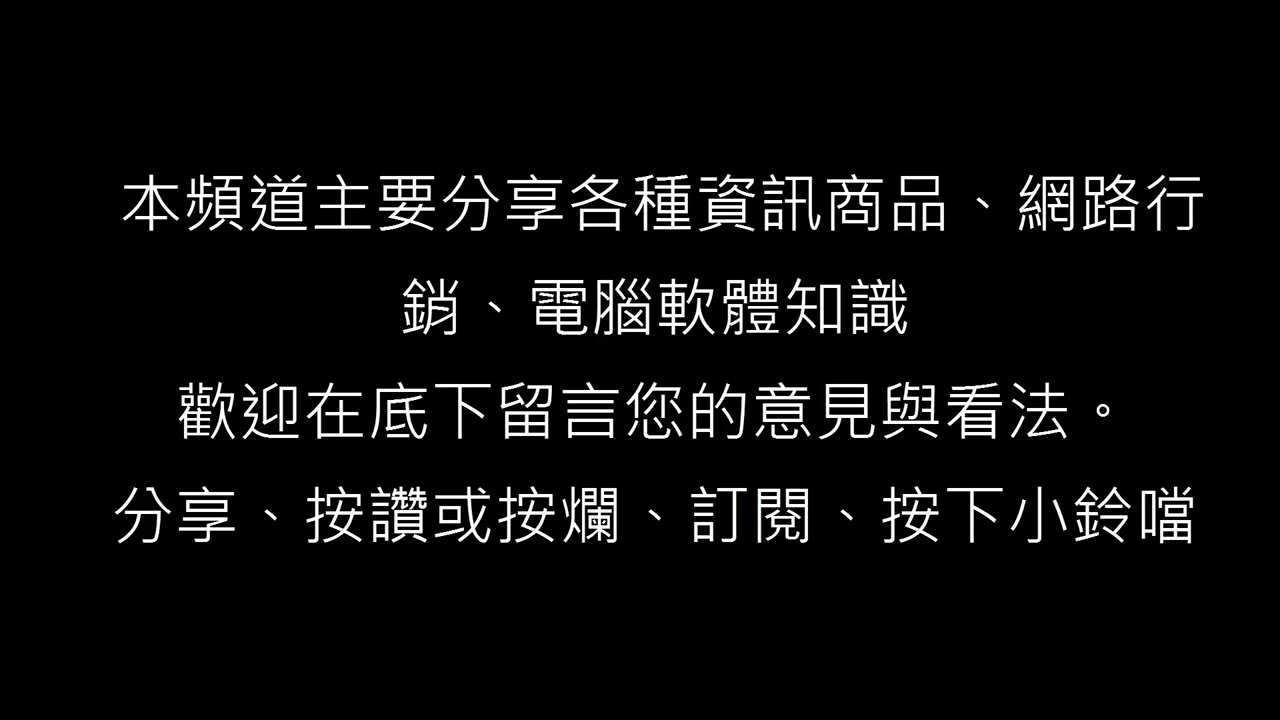 本頻道主要分享各種資訊商品、網路行
銷、電腦軟體知識
歡迎在底下留言您的意見與看法。
分享、按讚或按爛、訂閱、按下小鈴噹